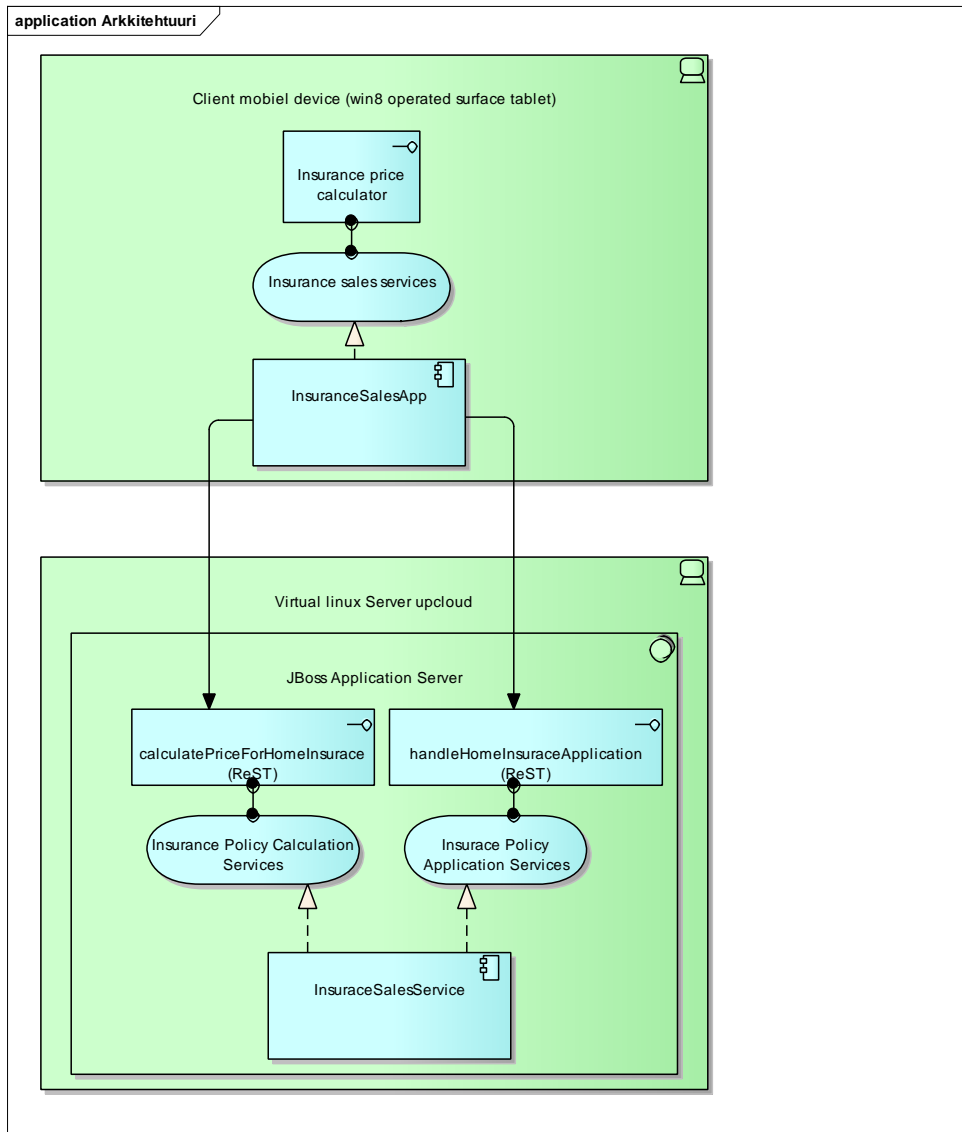 application Arkkitehtuuri
Client mobiel device (win8 operated surface tablet)
Insurance price
calculator
Insurance sales services
InsuranceSalesApp
Virtual linux Server upcloud
JBoss Application Server
calculatePriceForHomeInsurace
(ReST)
handleHomeInsuraceApplication
(ReST)
Insurance Policy Calculation
Services
Insurace Policy
Application Services
InsuraceSalesService